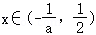 x∈(-1/a, 1/2)